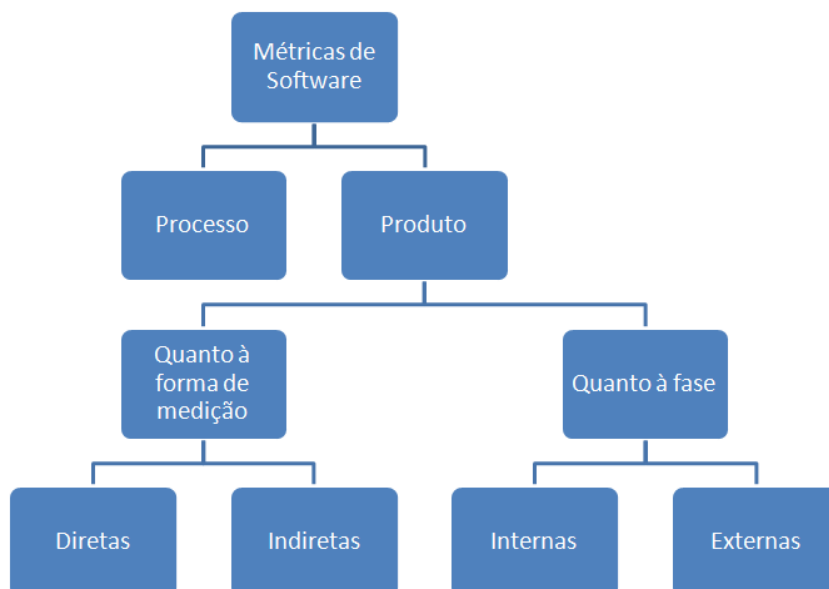 Métricas de
Software
Processo
Produto
Quanto à
forma de
medição
Quanto à fase
Diretas
Indiretas
Internas
Externas